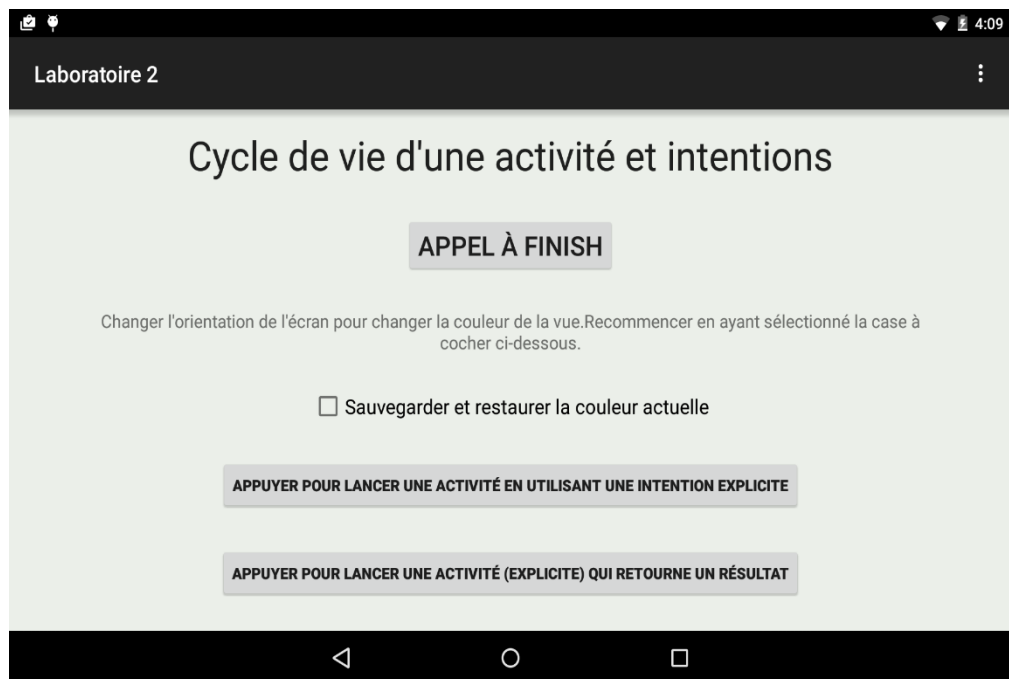 4:09
Laboratoire 2
Cycle de vie d'une activité et intentions
APPEL À FINISH
Changer l'orientation de l'écran pour changer la couleur de la vue.Recommencer en ayant sélectionné la case à
cocher ci-dessous.
Sauvegarder et restaurer la couleur actuelle
APPUYER POUR LANCER UNE ACTIVITÉ EN UTILISANT UNE INTENTION EXPLICITE
APPUYER POUR LANCER UNE ACTIVITÉ (EXPLICITE) QUI RETOURNE UN RÉSULTAT